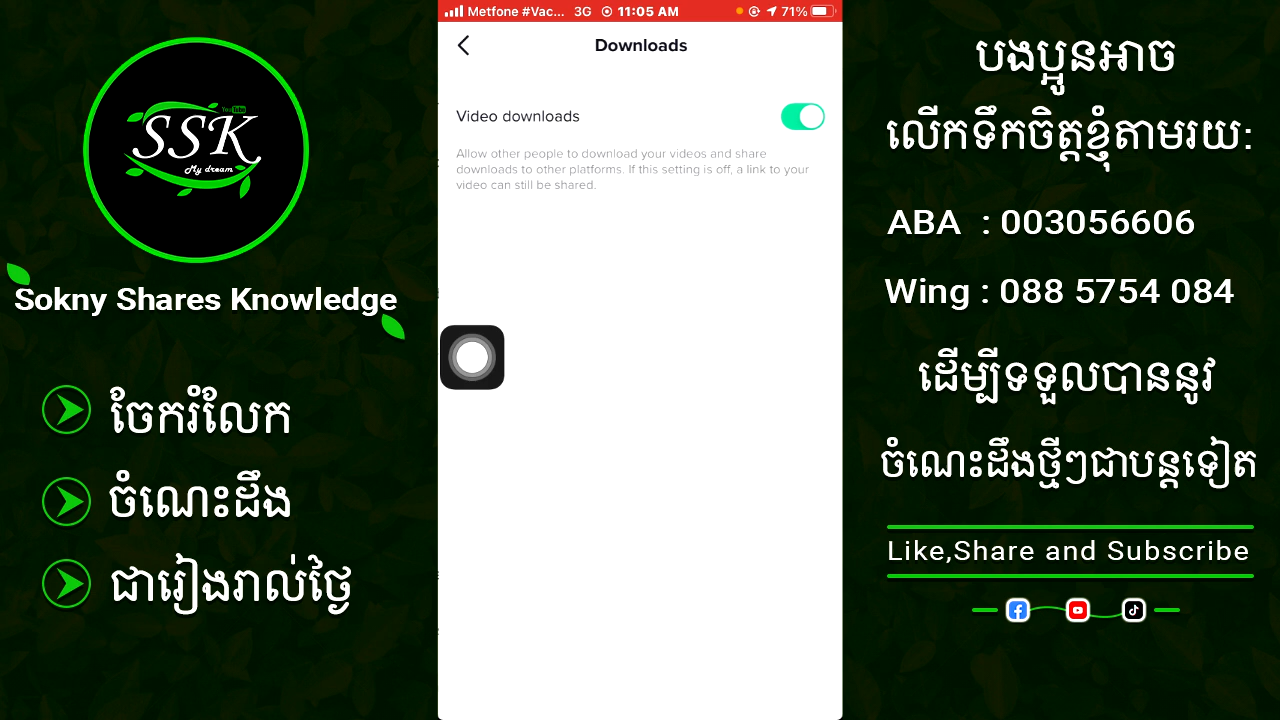 YouTube
SSK
My dream
Sokny Shares Knowledge
ចែករំលែក
ចំណេះដឹង
ជារៀងរាល់ថ្ងៃ
Metfone #Vac... 3G 11:05 AM 71%
Downloads
Video downloads
Allow other people to download your videos and share
downloads to other platforms. If this setting is off, a link to your
video can still be shared.
បងប្អូនអាច
លើកទឹកចិត្តខ្ញុំតាមរយៈ
ABA : 003056606
Wing : 088 5754 084
ដើម្បីទទួលបាននូវ
ចំណេះដឹងថ្មីៗជាបន្តទៀត
Like,Share and Subscribe